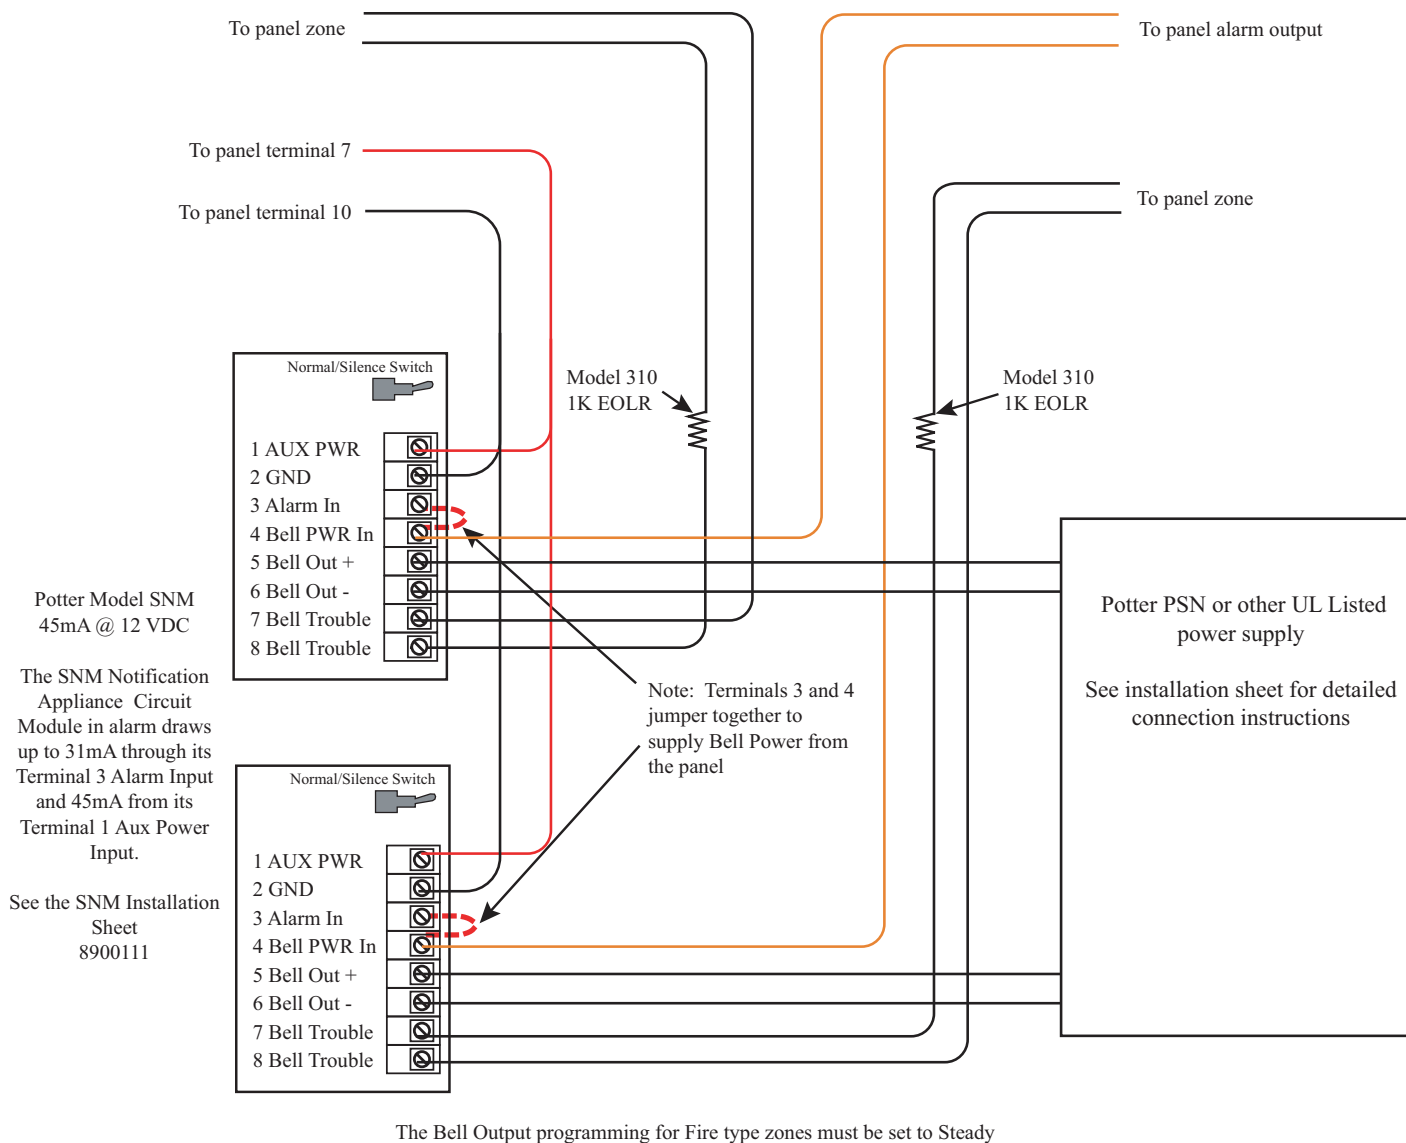 To panel zone
To panel alarm output
To panel terminal 7
To panel terminal 10
To panel zone
Normal/Silence Switch
Model 310
1K EOLR
Model 310
1K EOLR
1 AUX PWR
2 GND
3 Alarm In
4 Bell PWR In
5 Bell Out +
6 Bell Out -
7 Bell Trouble
8 Bell Trouble
Potter Model SNM
45mA @ 12 VDC
The SNM Notification
Appliance Circuit
Module in alarm draws
up to 31mA through its
Terminal 3 Alarm Input
and 45mA from its
Terminal 1 Aux Power
Input.
See the SNM Installation
Sheet
8900111
Note: Terminals 3 and 4
jumper together to
supply Bell Power from
the panel
Potter PSN or other UL Listed
power supply
See installation sheet for detailed
connection instructions
Normal/Silence Switch
1 AUX PWR
2 GND
3 Alarm In
4 Bell PWR In
5 Bell Out +
6 Bell Out -
7 Bell Trouble
8 Bell Trouble
The Bell Output programming for Fire type zones must be set to Steady